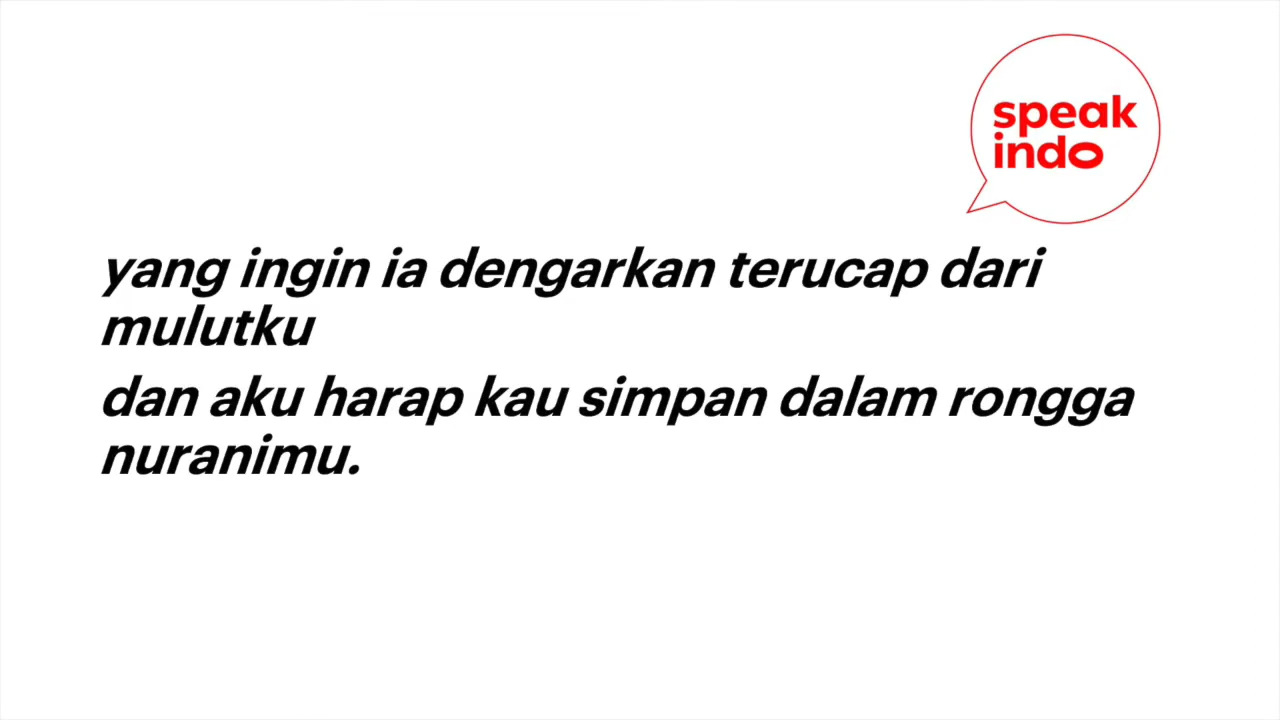 speak
indo
yang ingin ia dengarkan terucap dari
mulutku
dan aku harap kau simpan dalam rongga
nuranimu.